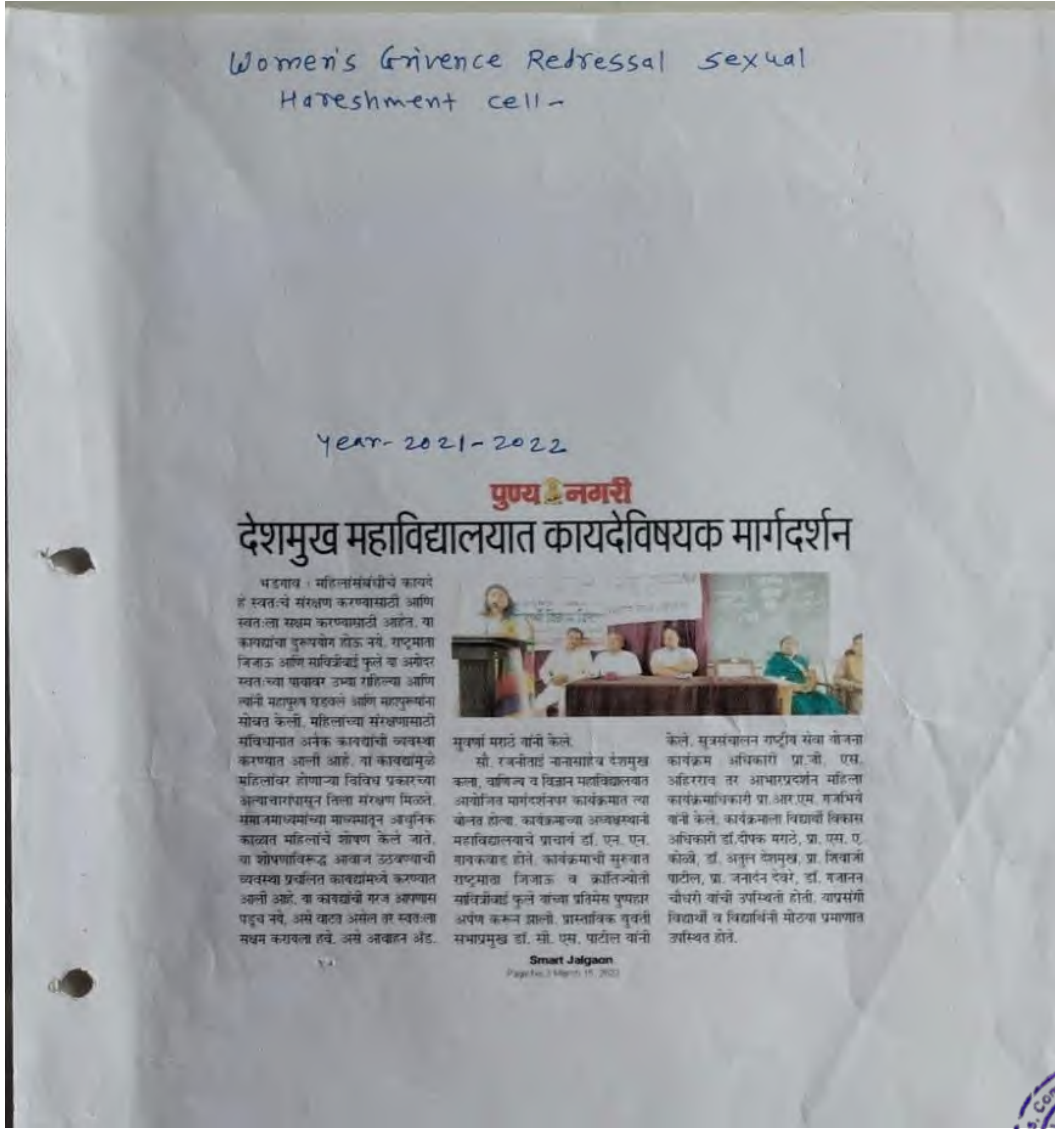 Women's Grivence Redressal sexual
Hareshment cell -
Year- 2021-2022
पुण्य नगरी
देशमुख महाविद्यालयात कायदेविषयक मार्गदर्शन
भडगाव : महिलांसंबंधीचे कायदे
हे स्वतःचे संरक्षण करण्यासाठी आणि
स्वतःला सक्षम करण्यासाठी आहेत. या
कायद्यांचा दुरूपयोग होऊ नये. राष्ट्रमाता
जिजाऊ आणि सावित्रीबाई फुले या अगोदर
स्वतःच्या पायावर उभ्या राहिल्या आणि
त्यांनी महापुरुष घडवले आणि महापुरूषांना
सोबत केली. महिलांच्या संरक्षणासाठी
संविधानात अनेक कायद्यांची व्यवस्था
करण्यात आली आहे. या कायद्यांमुळे
महिलांवर होणाऱ्या विविध प्रकारच्या
अत्याचारांपासून तिला संरक्षण मिळते.
समाजमाध्यमांच्या माध्यमातून आधुनिक
काळात महिलांचे शोषण केले जाते.
या शोषणाविरूद्ध आवाज उठवण्याची
व्यवस्था प्रचलित कायद्यांमध्ये करण्यात
आली आहे. या कायद्यांची गरज आपणास
पडूच नये, असे वाटत असेल तर स्वतःला
सक्षम करायला हवे. असे आवाहन अॅड.
सुवर्णा मराठे यांनी केले.
सौ. रजनीताई नानासाहेब देशमुख
कला, वाणिज्य व विज्ञान महाविद्यालयात
आयोजित मार्गदर्शनपर कार्यक्रमात त्या
बोलत होत्या. कार्यक्रमाच्या अध्यक्षस्थानी
महाविद्यालयाचे प्राचार्य डॉ. एन. एन.
गायकवाड होते. कार्यक्रमाची सुरुवात
राष्ट्रमाता जिजाऊ व क्रांतिज्योती
सावित्रीबाई फुले यांच्या प्रतिमेस पुष्पहार
अर्पण करून झाली. प्रास्ताविक युवती
सभाप्रमुख डॉ. सी. एस. पाटील यांनी
केले. सूत्रसंचालन राष्ट्रीय सेवा योजना
कार्यक्रम अधिकारी प्रा.जी. एस.
अहिरराव तर आभारप्रदर्शन महिला
कार्यक्रमाधिकारी प्रा.आर.एम. गजभिये
यांनी केले. कार्यक्रमाला विद्यार्थी विकास
अधिकारी डॉ.दीपक मराठे, प्रा. एस. ए.
कोळी, डॉ. अतुल देशमुख, प्रा. शिवाजी
पाटील, प्रा. जनार्दन देवरे, डॉ. गजानन
चौधरी यांची उपस्थिती होती. याप्रसंगी
विद्यार्थी व विद्यार्थिनी मोठ्या प्रमाणात
उपस्थित होते.
Smart Jalgaon
Page No. 3 March 15, 2022